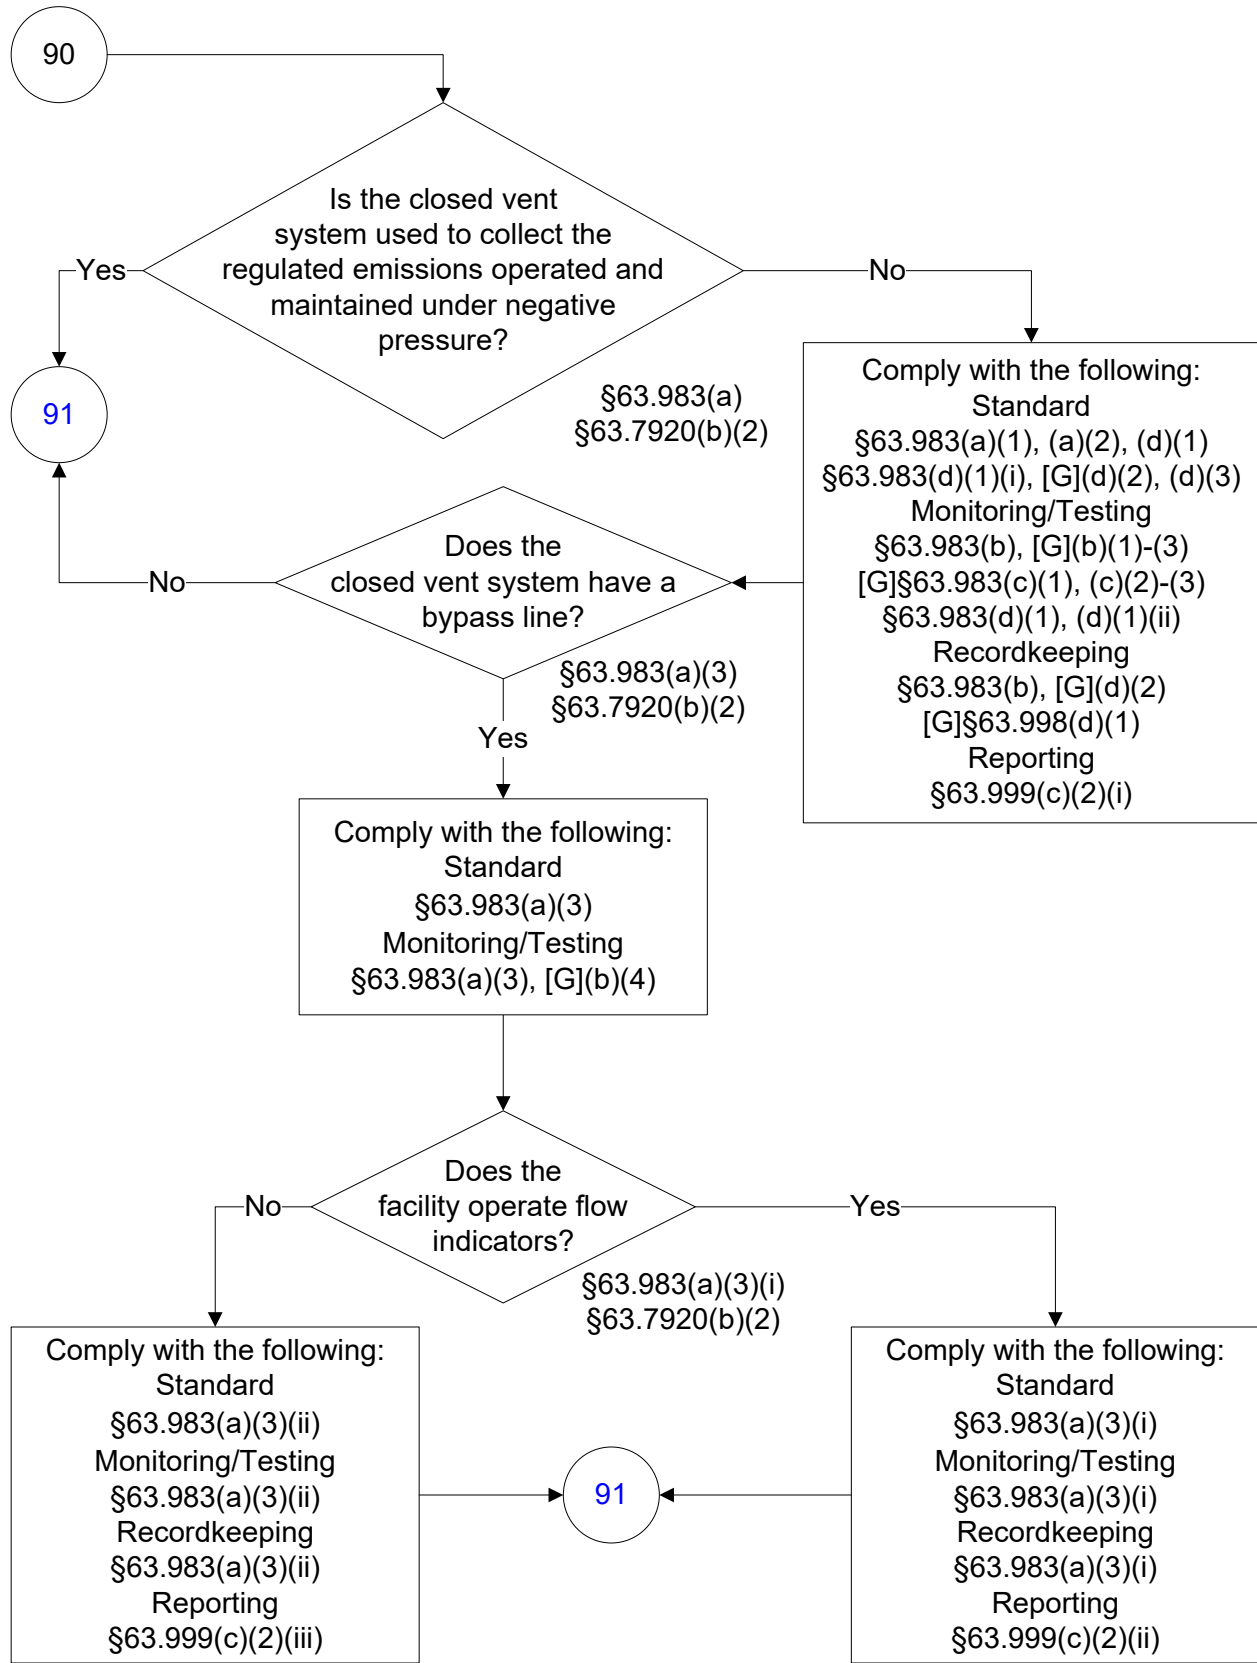 90
Is the closed vent
system used to collect the
regulated emissions operated and
maintained under negative
pressure?
Yes
No
§63.983(a)
§63.7920(b)(2)
91
Comply with the following:
Standard
§63.983(a)(1), (a)(2), (d)(1)
§63.983(d)(1)(i), [G](d)(2), (d)(3)
Monitoring/Testing
§63.983(b), [G](b)(1)-(3)
[G]§63.983(c)(1), (c)(2)-(3)
§63.983(d)(1), (d)(1)(ii)
Recordkeeping
§63.983(b), [G](d)(2)
[G]§63.998(d)(1)
Reporting
§63.999(c)(2)(i)
Does the
closed vent system have a
bypass line?
No
§63.983(a)(3)
§63.7920(b)(2)
Yes
Comply with the following:
Standard
§63.983(a)(3)
Monitoring/Testing
§63.983(a)(3), [G](b)(4)
Does the
facility operate flow
indicators?
No
Yes
§63.983(a)(3)(i)
§63.7920(b)(2)
Comply with the following:
Standard
§63.983(a)(3)(ii)
Monitoring/Testing
§63.983(a)(3)(ii)
Recordkeeping
§63.983(a)(3)(ii)
Reporting
§63.999(c)(2)(iii)
91
Comply with the following:
Standard
§63.983(a)(3)(i)
Monitoring/Testing
§63.983(a)(3)(i)
Recordkeeping
§63.983(a)(3)(i)
Reporting
§63.999(c)(2)(ii)